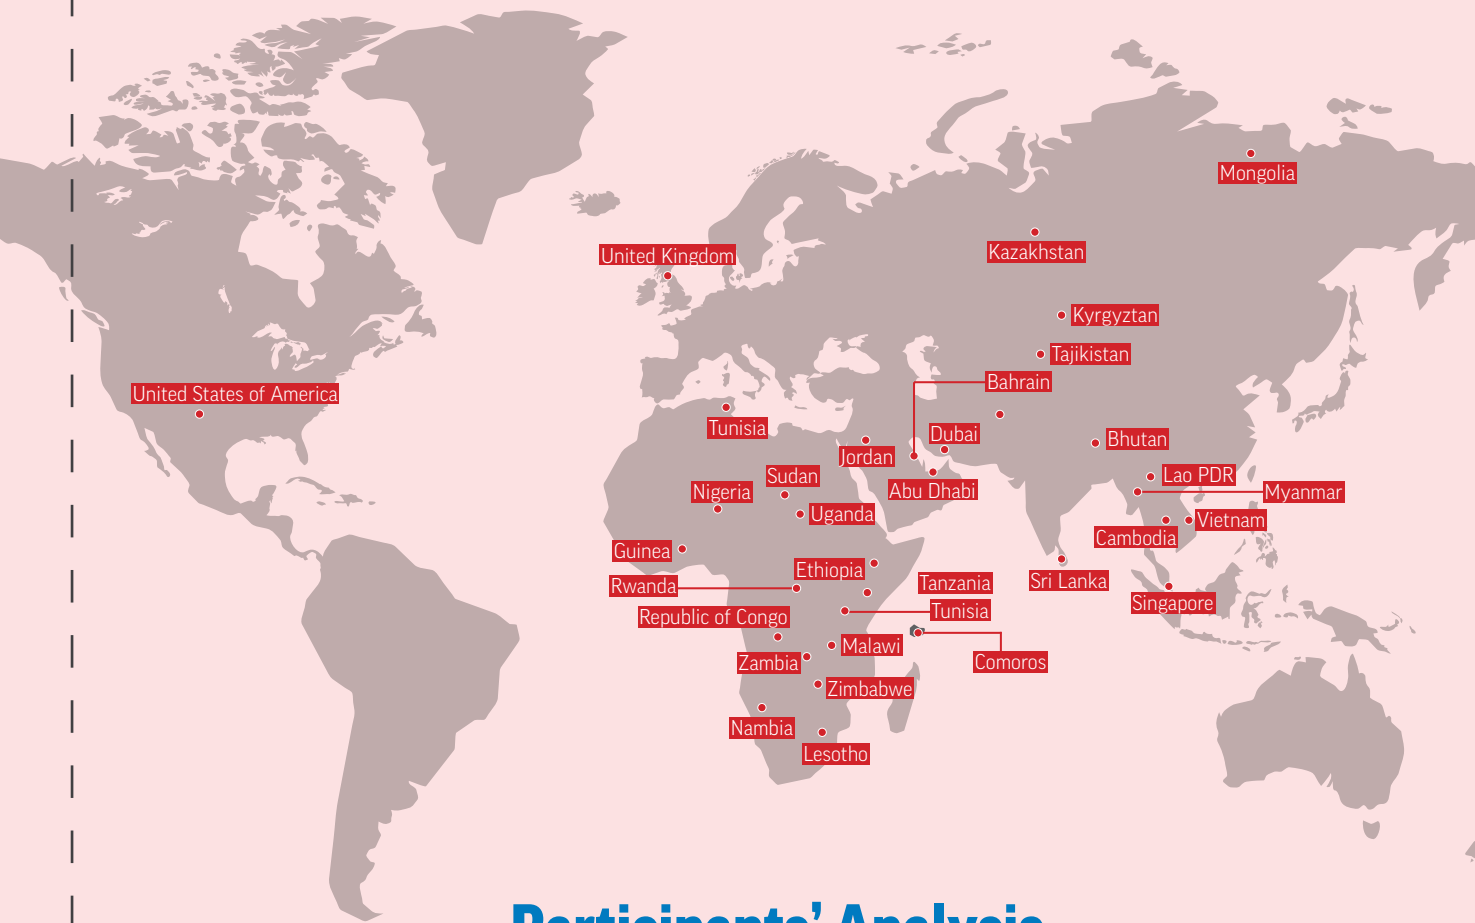 Mongolia
Kazakhstan
United Kingdom
Kyrgyztan
Tajikistan
Bahrain
United States of America
Tunisia
Dubai
Bhutan
Jordan
Lao PDR
Sudan
Abu Dhabi
Nigeria
Myanmar
Uganda
Vietnam
Cambodia
Guinea
Ethiopia
Sri Lanka
Tanzania
Rwanda
Singapore
Tunisia
Republic of Congo
Malawi
Zambia
Comoros
Zimbabwe
Nambia
Lesotho
Participants’ Analysis